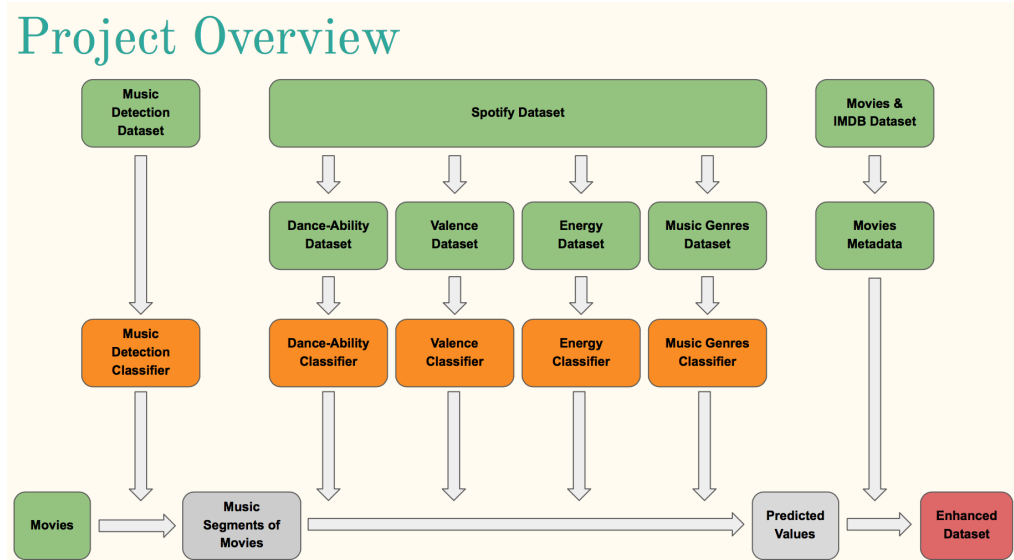 Project Overview
Music
Detection
Dataset
Spotify Dataset
Movies &
IMDB Dataset
Dance-Ability
Dataset
Valence
Dataset
Energy
Dataset
Music Genres
Dataset
Movies
Metadata
Music
Detection
Classifier
Dance-Ability
Classifier
Valence
Classifier
Energy
Classifier
Music Genres
Classifier
Movies
Music
Segments of
Movies
Predicted
Values
Enhanced
Dataset